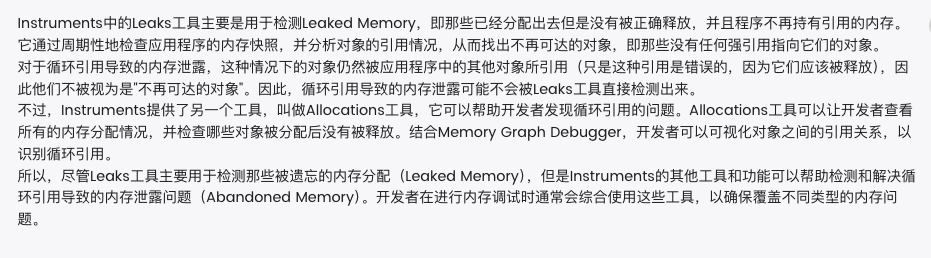 Instruments中的Leaks工具主要是用于检测Leaked Memory，即那些已经分配出去但是没有被正确释放，并且程序不再持有引用的内存。
它通过周期性地检查应用程序的内存快照，并分析对象的引用情况，从而找出不再可达的对象，即那些没有任何强引用指向它们的对象。
对于循环引用导致的内存泄露，这种情况下的对象仍然被应用程序中的其他对象所引用（只是这种引用是错误的，因为它们应该被释放），因
此他们不被视为是"不再可达的对象"。因此，循环引用导致的内存泄露可能不会被Leaks工具直接检测出来。
不过，Instruments提供了另一个工具，叫做Allocations工具，它可以帮助开发者发现循环引用的问题。Allocations工具可以让开发者查看
所有的内存分配情况，并检查哪些对象被分配后没有被释放。结合Memory Graph Debugger，开发者可以可视化对象之间的引用关系，以
识别循环引用。
所以，尽管Leaks工具主要用于检测那些被遗忘的内存分配（Leaked Memory），但是Instruments的其他工具和功能可以帮助检测和解决循
环引用导致的内存泄露问题（Abandoned Memory）。开发者在进行内存调试时通常会综合使用这些工具，以确保覆盖不同类型的内存问
题。